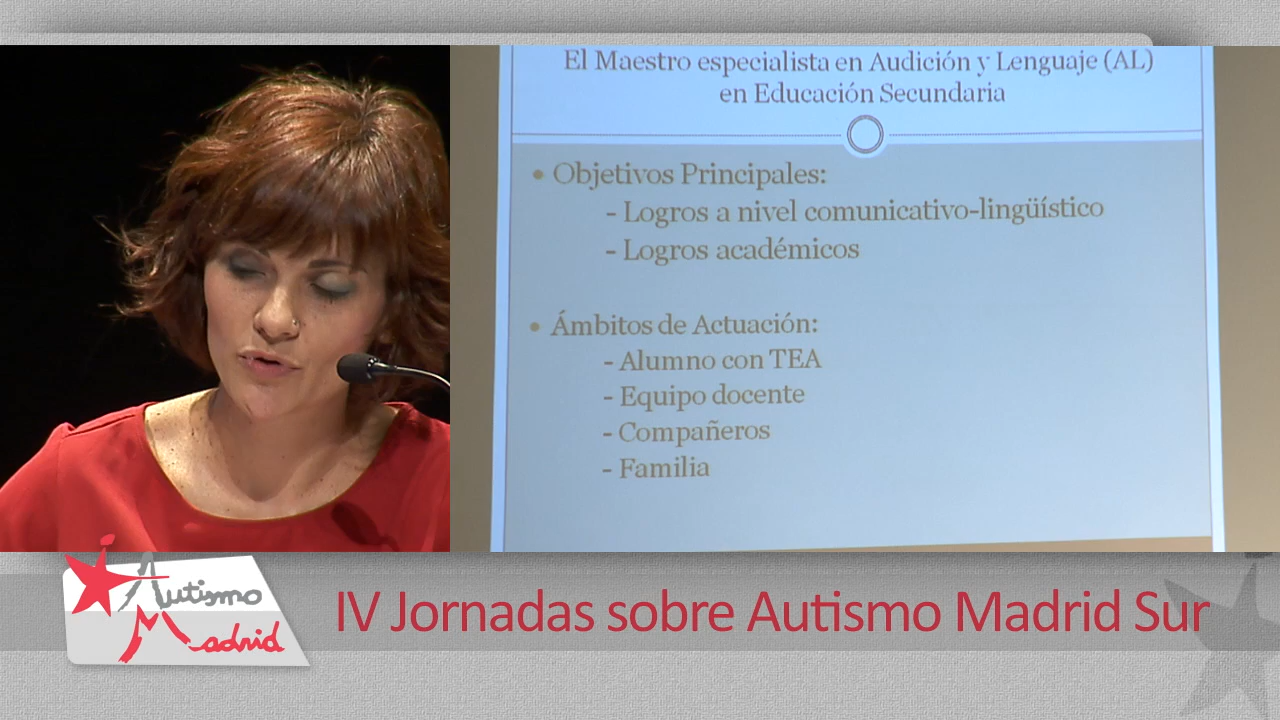 El Maestro especialista en Audición y Lenguaje (AL)
en Educación Secundaria
• Objetivos Principales:
- Logros a nivel comunicativo-lingüístico
- Logros académicos
• Ámbitos de Actuación:
- Alumno con TEA
- Equipo docente
- Compañeros
- Familia
Autismo
Madrid
IV Jornadas sobre Autismo Madrid Sur